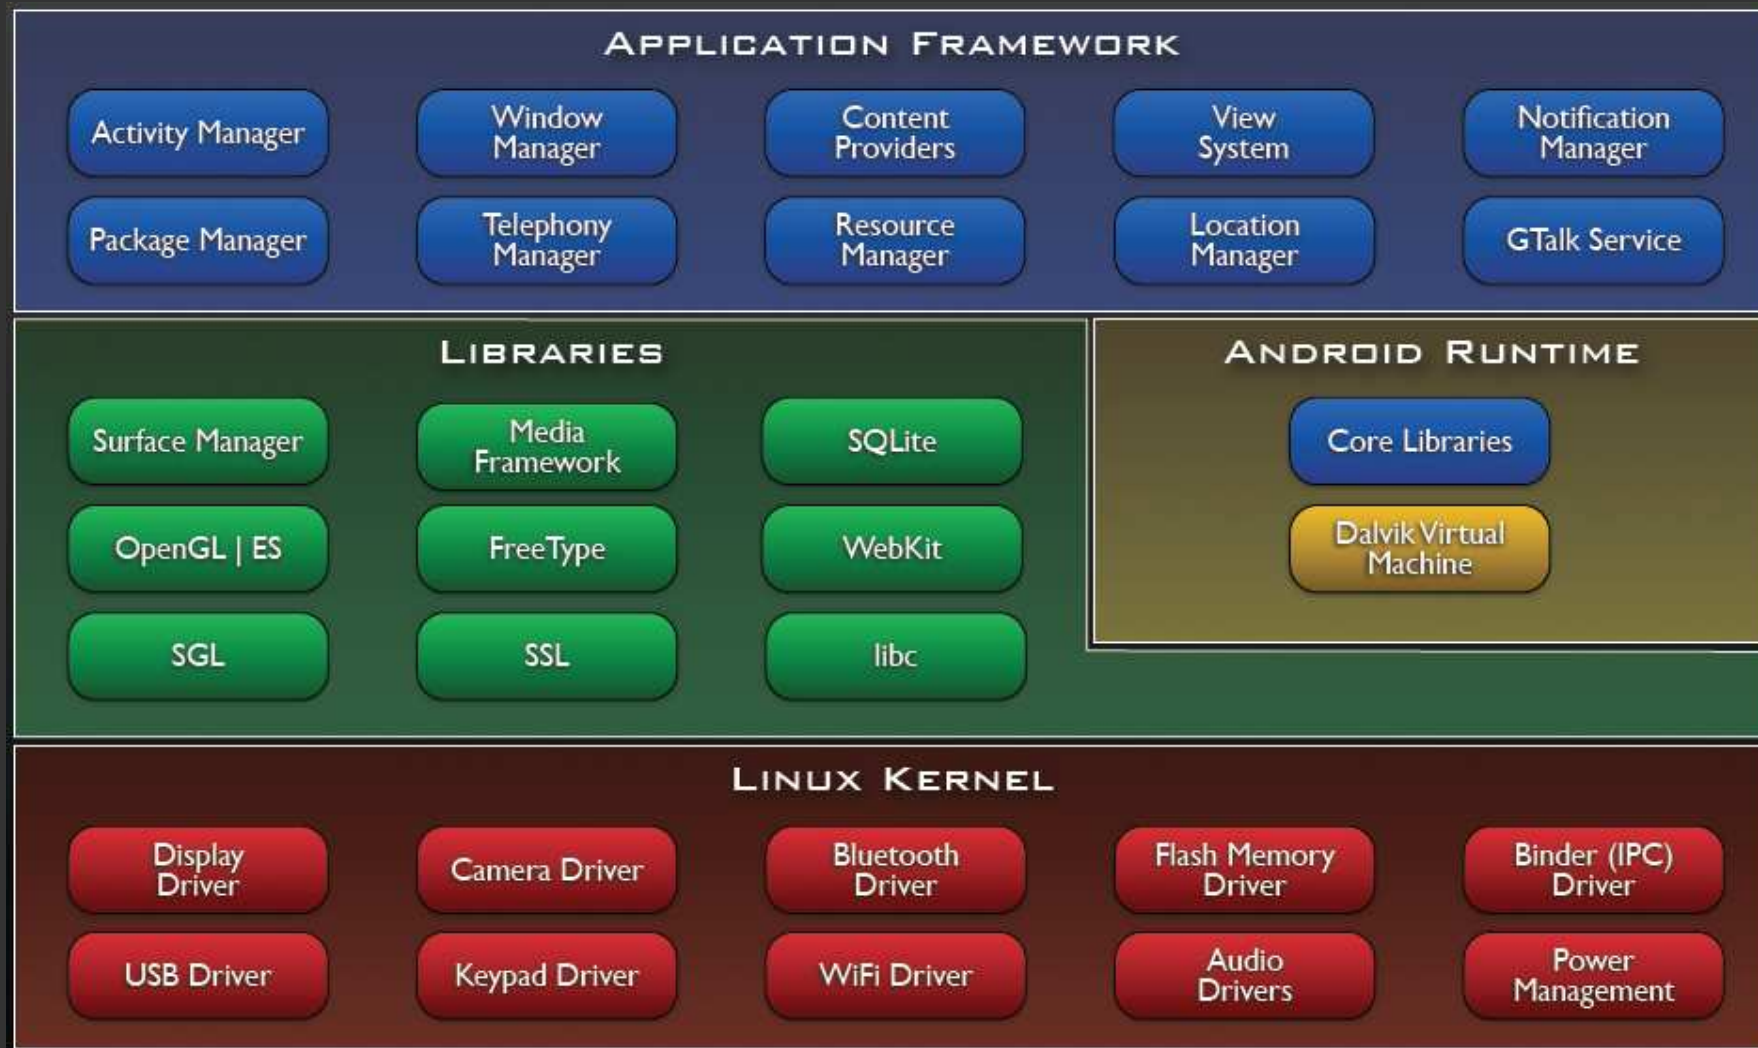 APPLICATION FRAMEWORK
Activity Manager
Window
Manager
Content
Providers
View
System
Notification
Manager
Package Manager
Telephony
Manager
Resource
Manager
Location
Manager
GTalk Service
LIBRARIES
Surface Manager
Media
Framework
SQLite
OpenGL | ES
FreeType
WebKit
SGL
SSL
libc
ANDROID RUNTIME
Core Libraries
Dalvik Virtual
Machine
LINUX KERNEL
Display
Driver
Camera Driver
Bluetooth
Driver
Flash Memory
Driver
Binder (IPC)
Driver
USB Driver
Keypad Driver
WiFi Driver
Audio
Drivers
Power
Management